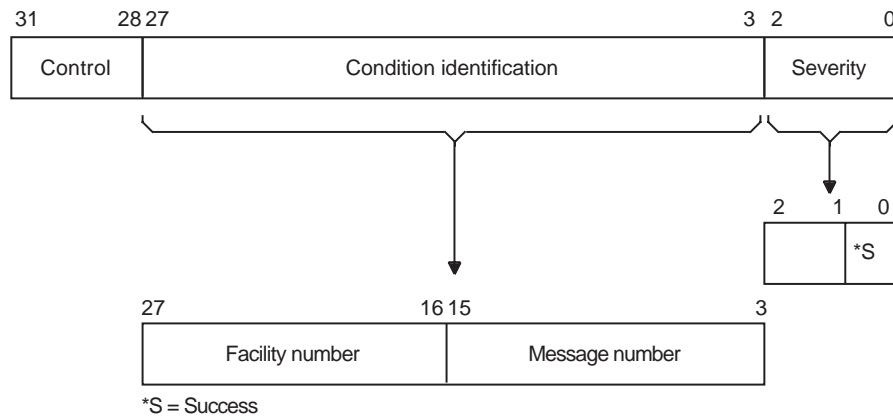 31 28 27 3 2 0
Control Condition identification Severity
2 1 0
*S
27 16 15 3
Facility number Message number
*S = Success